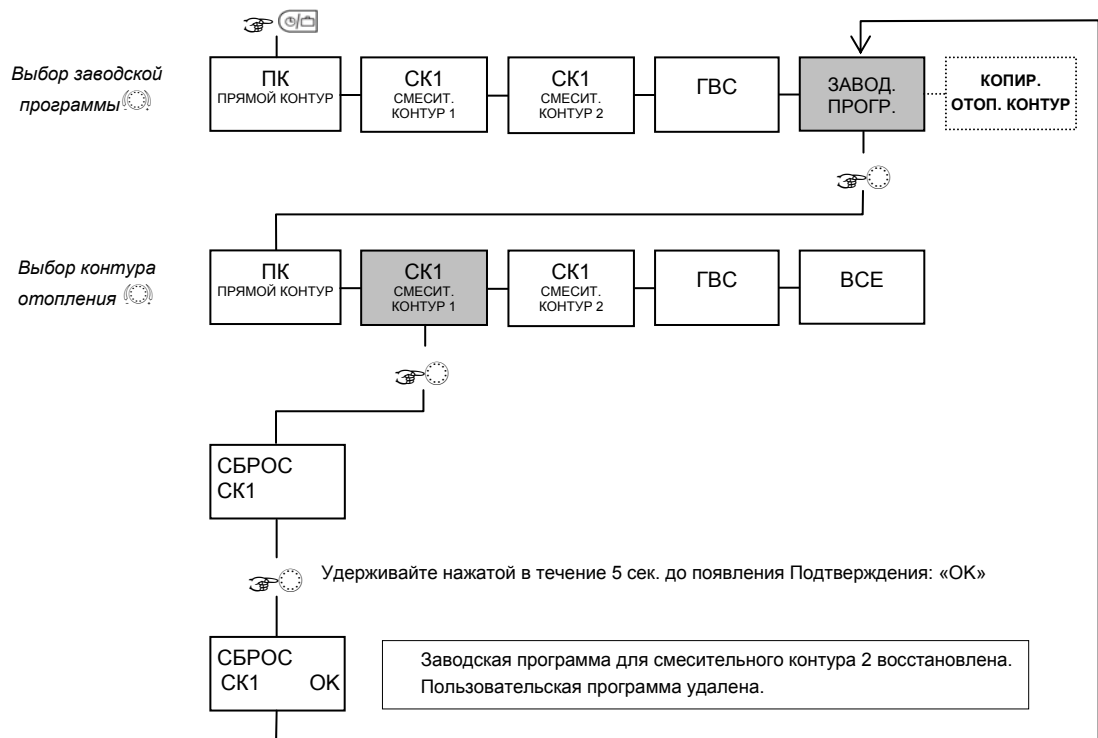 Выбор заводской
программы
ПК
ПРЯМОЙ КОНТУР
СК1
СМЕСИТ.
КОНТУР 1
СК1
СМЕСИТ.
КОНТУР 2
ГВС
ЗАВОД.
ПРОГР.
КОПИР.
ОТОП. КОНТУР
Выбор контура
отопления
ПК
ПРЯМОЙ КОНТУР
СК1
СМЕСИТ.
КОНТУР 1
СК1
СМЕСИТ.
КОНТУР 2
ГВС
ВСЕ
СБРОС
СК1
Удерживайте нажатой в течение 5 сек. до появления Подтверждения: «ОК»
СБРОС
СК1 ОК
Заводская программа для смесительного контура 2 восстановлена.
Пользовательская программа удалена.